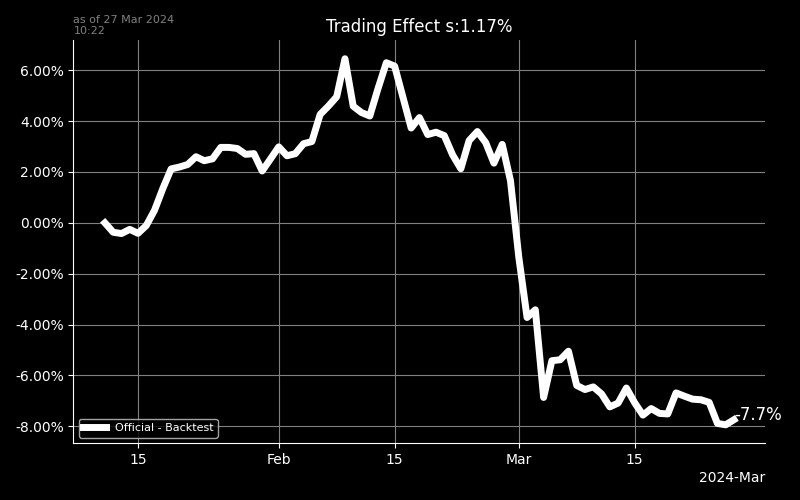 as of 27 Mar 2024
10:22
Trading Effect s:1.17%
6.00%
4.00%
2.00%
0.00%
-2.00%
-4.00%
-6.00%
-8.00%
-7.7%
Official - Backtest
15
Feb
15
Mar
15
2024-Mar